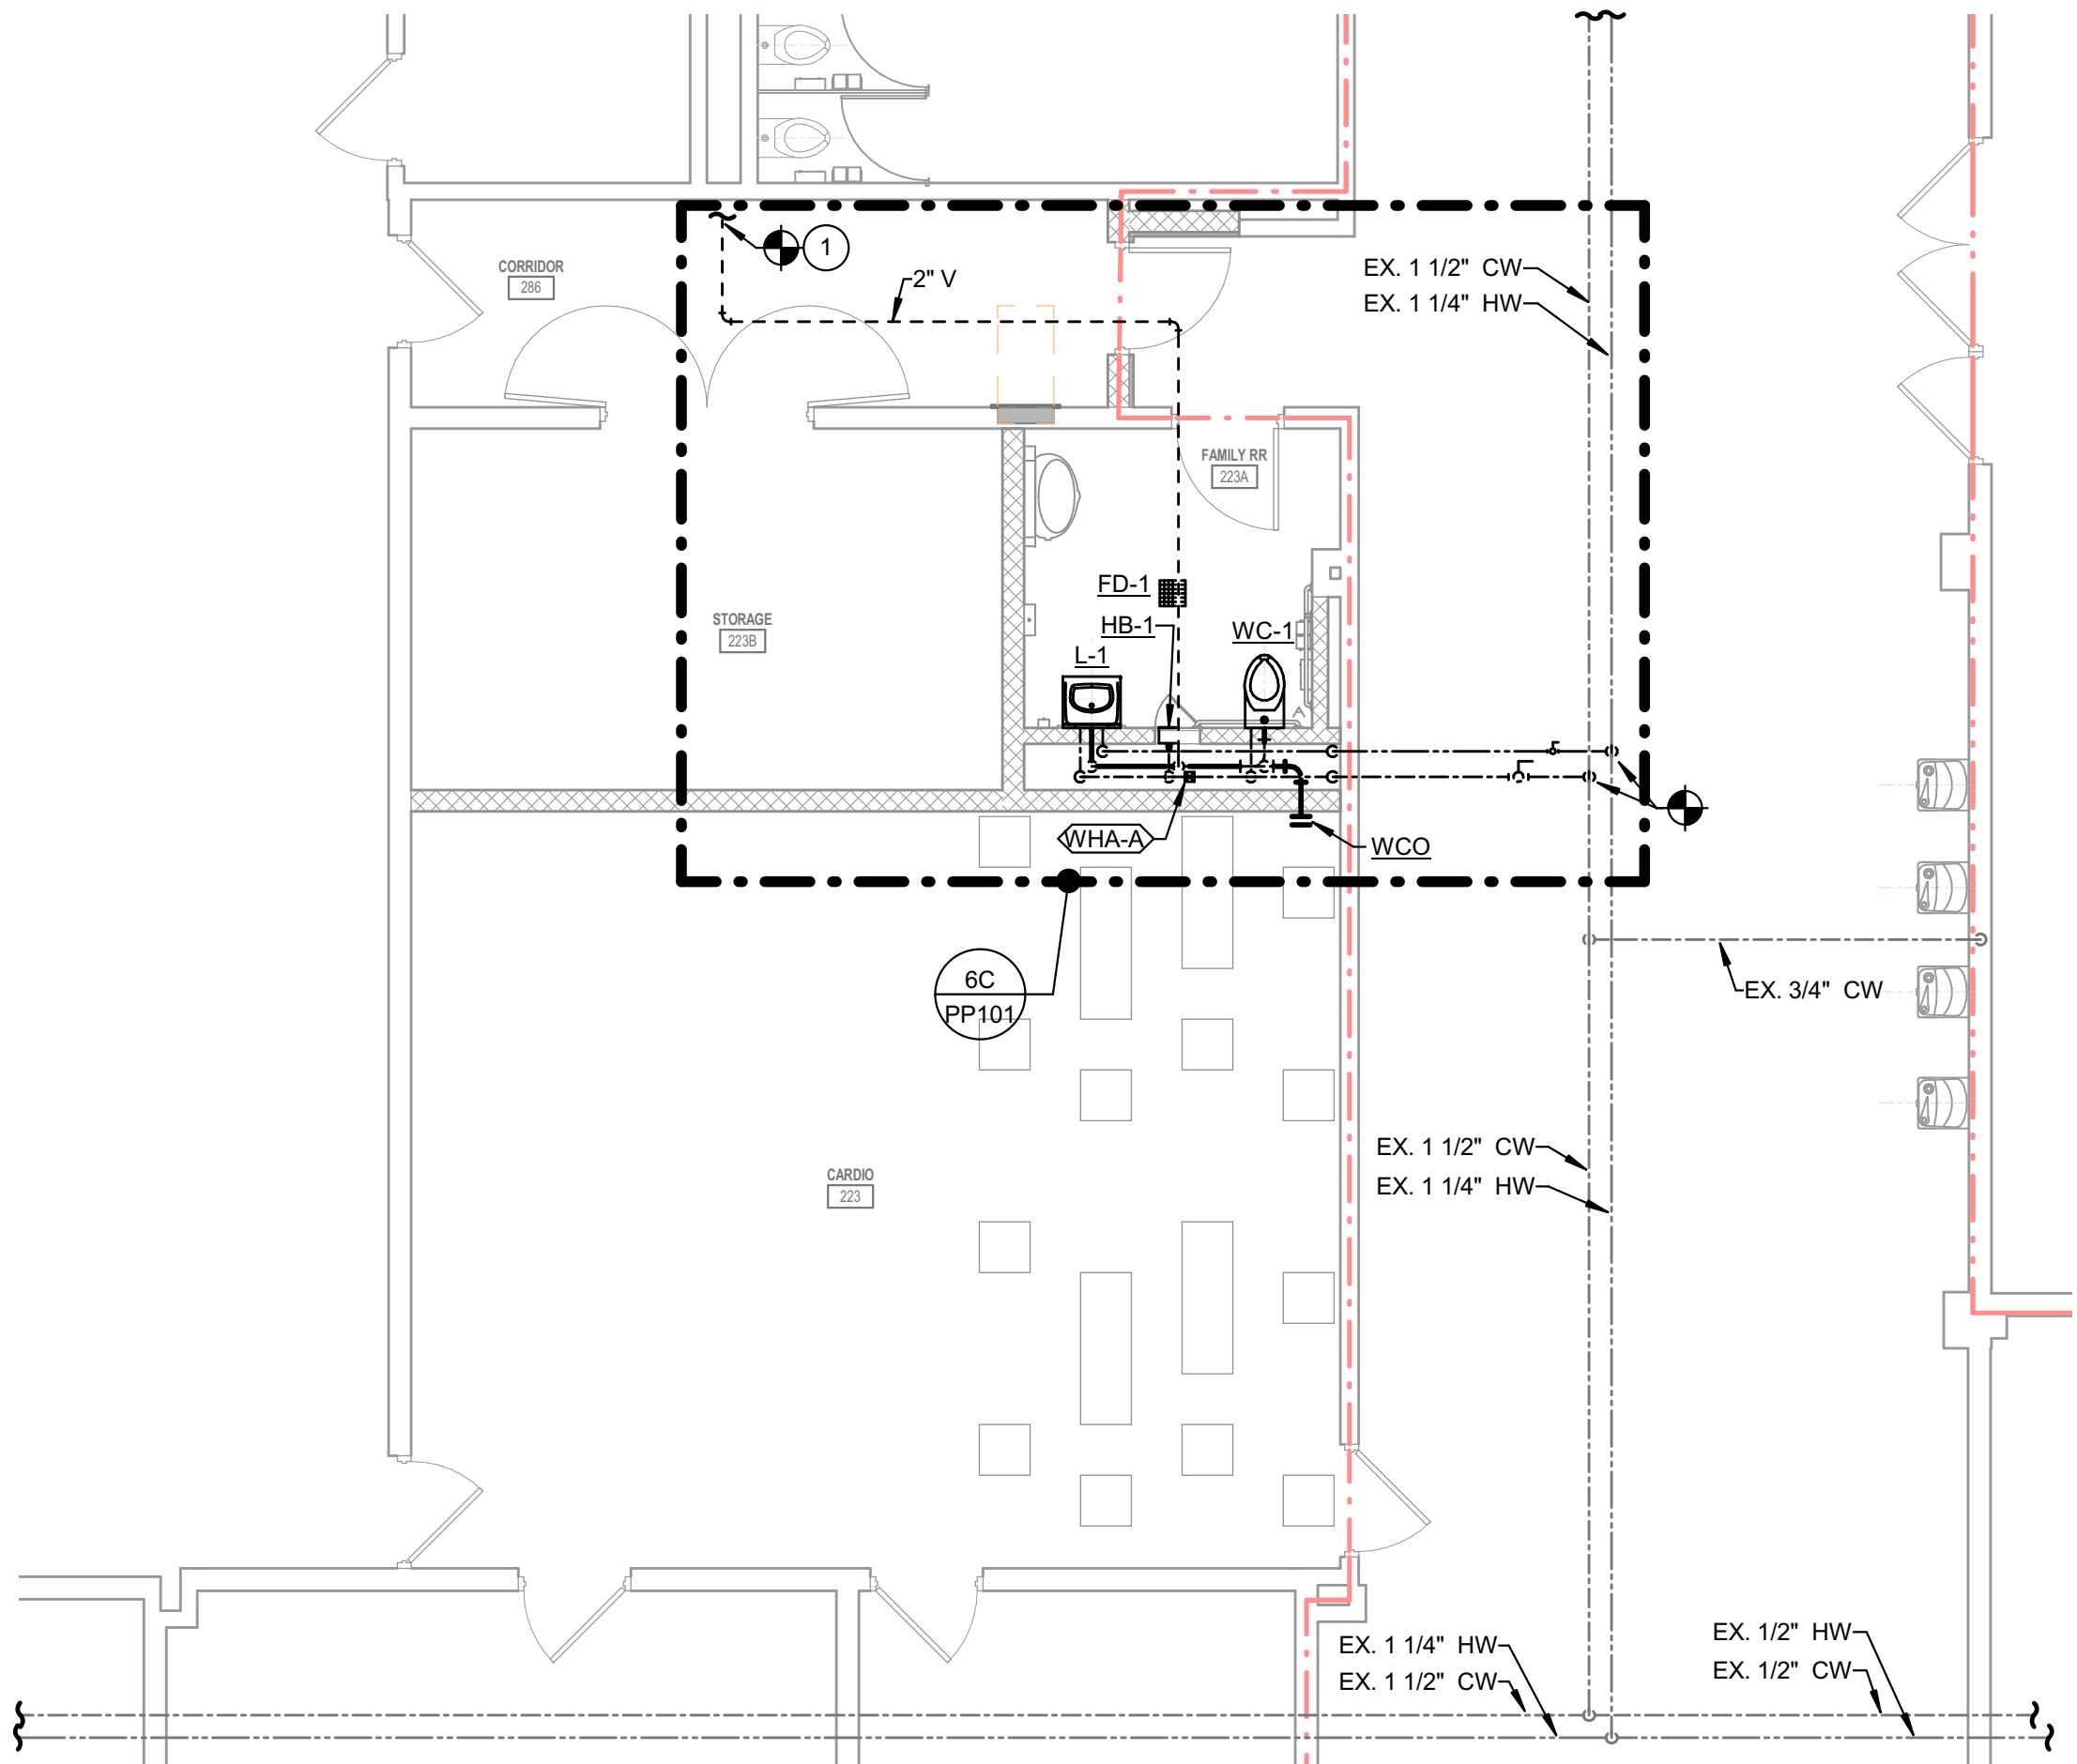 1
CORRIDOR
286
2" V
EX. 1 1/2" CW
EX. 1 1/4" HW
FAMILY RR
223A
FD-1
HB-1
WC-1
STORAGE
223B
L-1
WHA-A
WCO
6C
PP101
EX. 3/4" CW
EX. 1 1/2" CW
EX. 1 1/4" HW
CARDIO
223
EX. 1 1/4" HW
EX. 1 1/2" CW
EX. 1/2" HW
EX. 1/2" CW